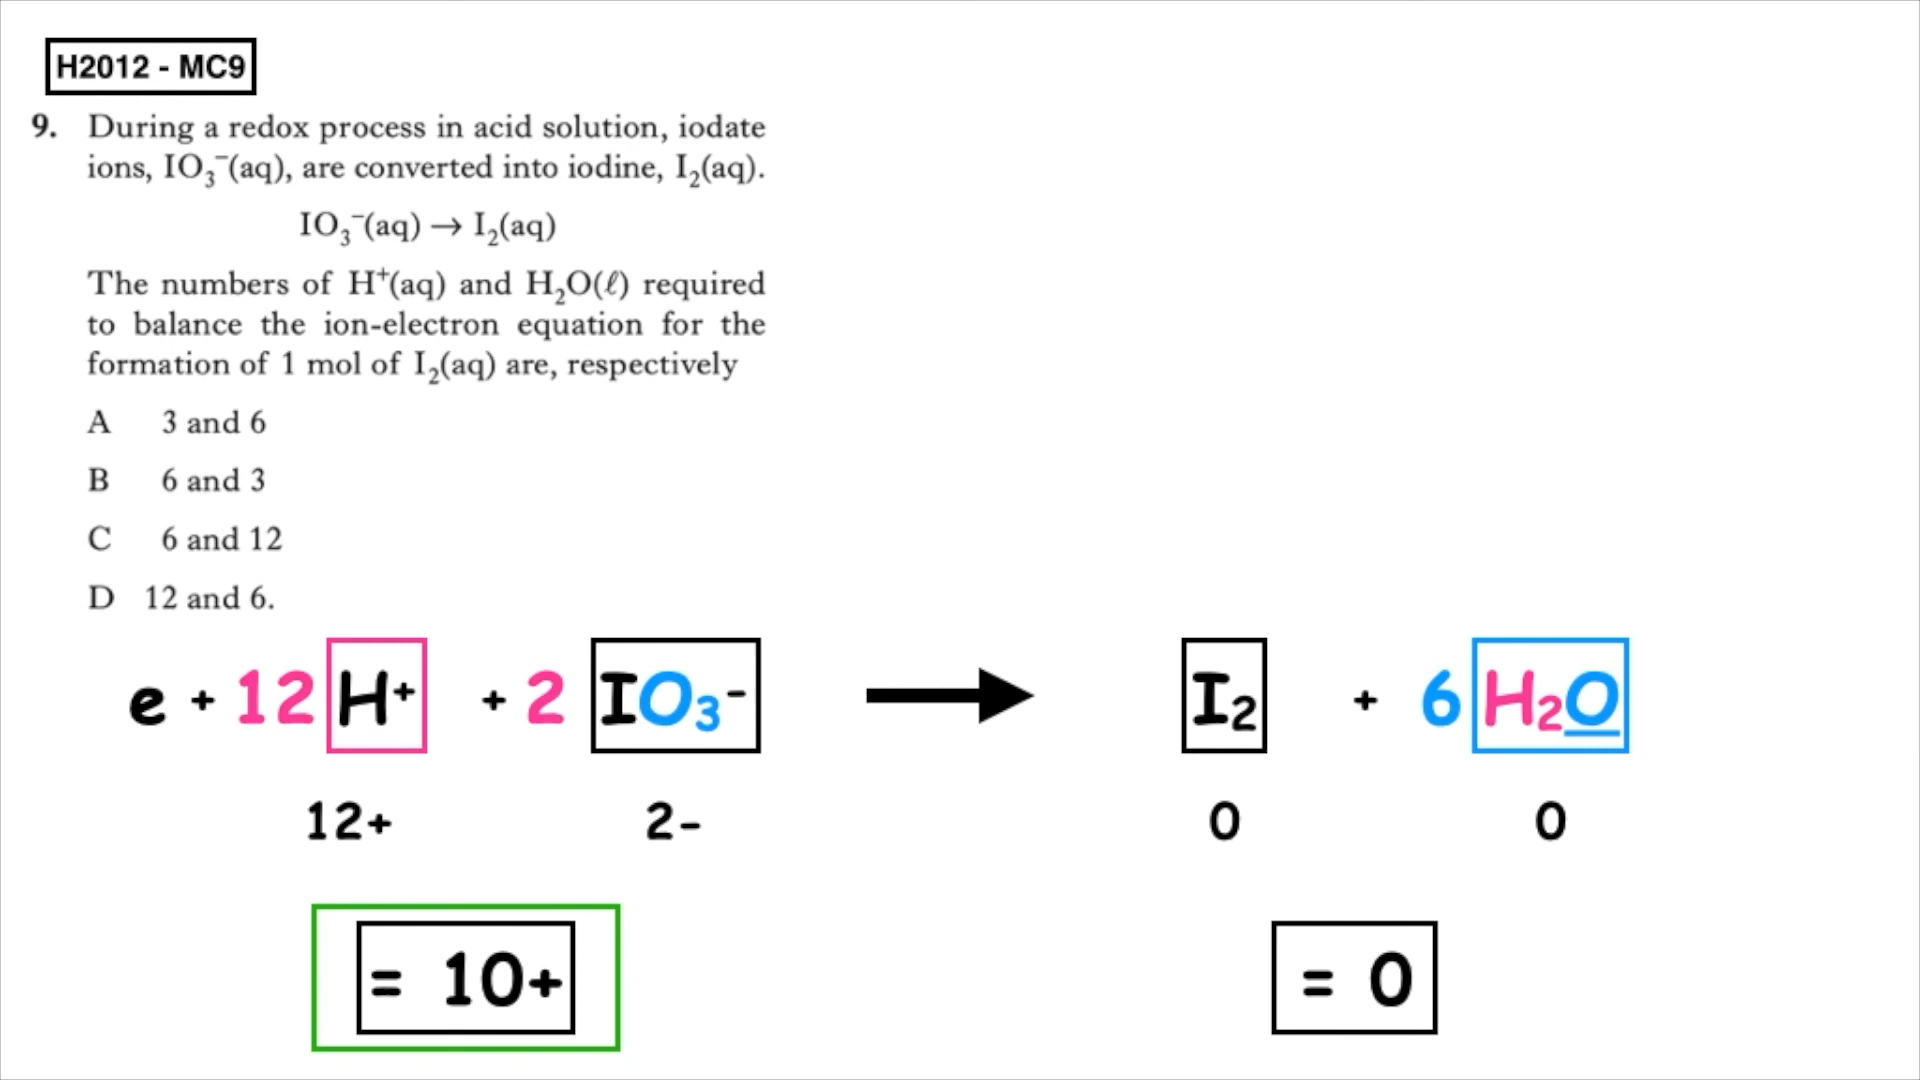 H2012 - MC9
9. During a redox process in acid solution, iodate
ions, IO₃⁻(aq), are converted into iodine, I₂(aq).
IO₃⁻(aq) → I₂(aq)
The numbers of H⁺(aq) and H₂O(ℓ) required
to balance the ion-electron equation for the
formation of 1 mol of I₂(aq) are, respectively
A 3 and 6
B 6 and 3
C 6 and 12
D 12 and 6.
e + 12 H⁺ + 2 IO₃⁻ → I₂ + 6 H₂O
12+ 2- 0 0
= 10+ = 0